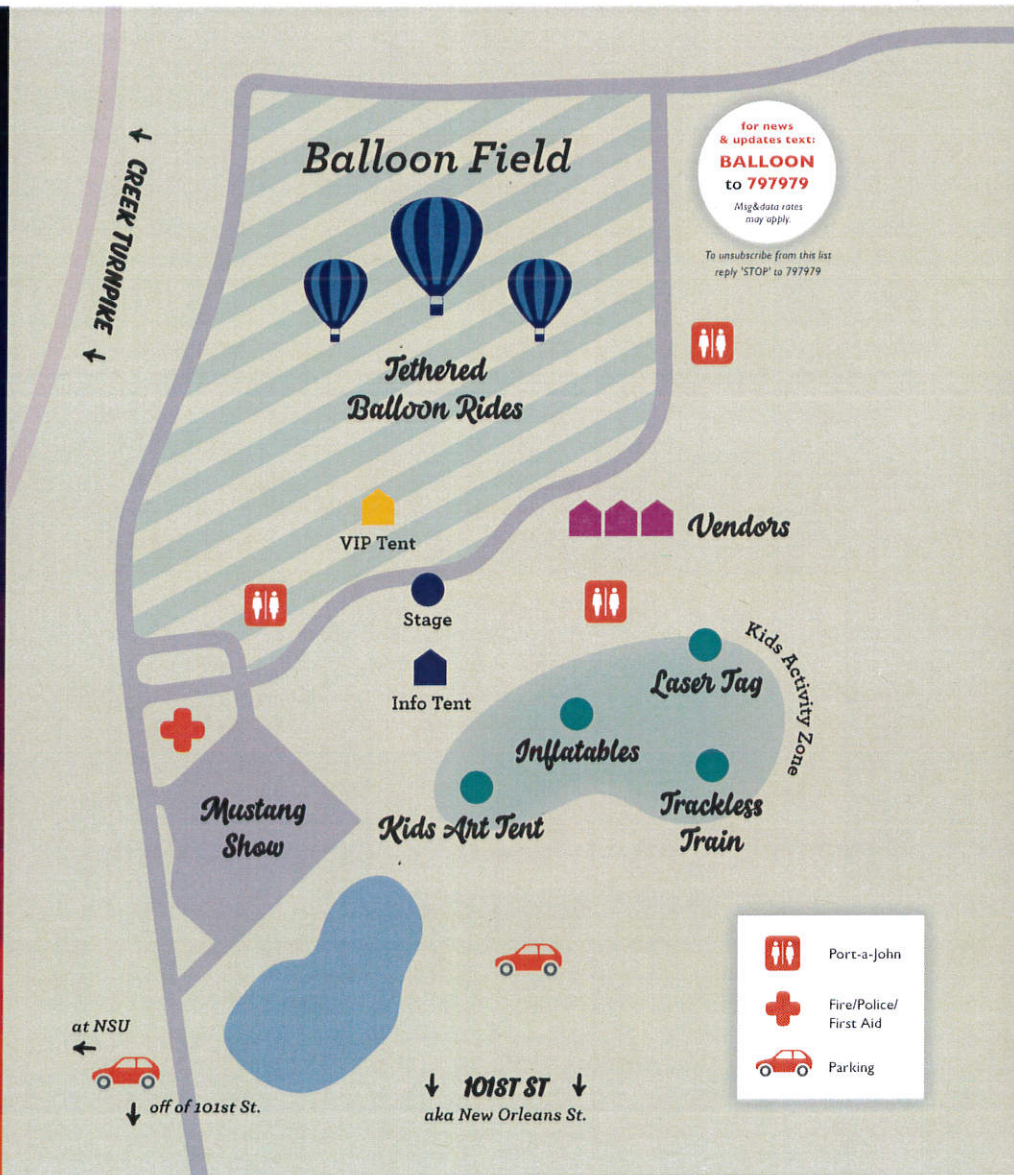 for news
& updates text:
BALLOON
to 797979
Msg&data rates
may apply.
To unsubscribe from this list
reply 'STOP' to 797979
CREEK TURNPIKE
Balloon Field
Tethered
Balloon Rides
VIP Tent
Vendors
Stage
Info Tent
Kids Activity Zone
Laser Tag
Inflatables
Trackless
Train
Kids Art Tent
Mustang
Show
Port-a-John
Fire/Police/
First Aid
Parking
at NSU
off of 101st St.
101ST ST
aka New Orleans St.